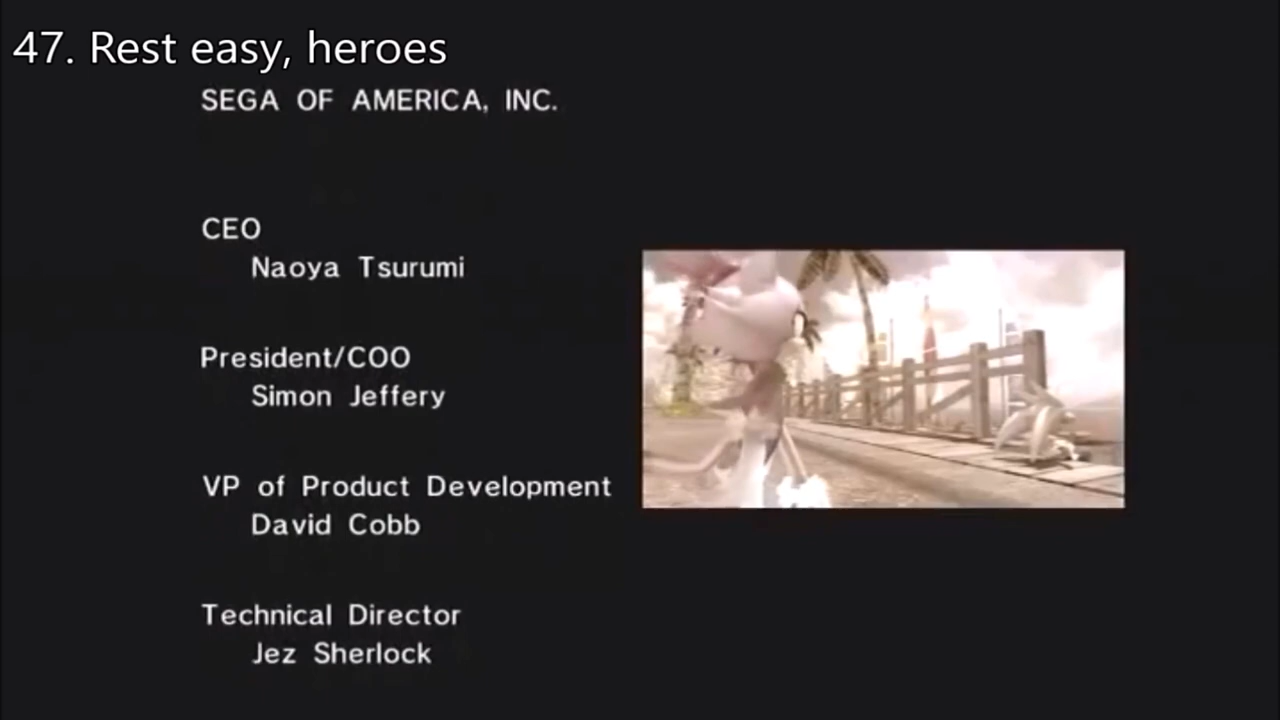 47. Rest easy, heroes
SEGA OF AMERICA, INC.
CEO
Naoya Tsurumi
President/COO
Simon Jeffery
VP of Product Development
David Cobb
Technical Director
Jez Sherlock